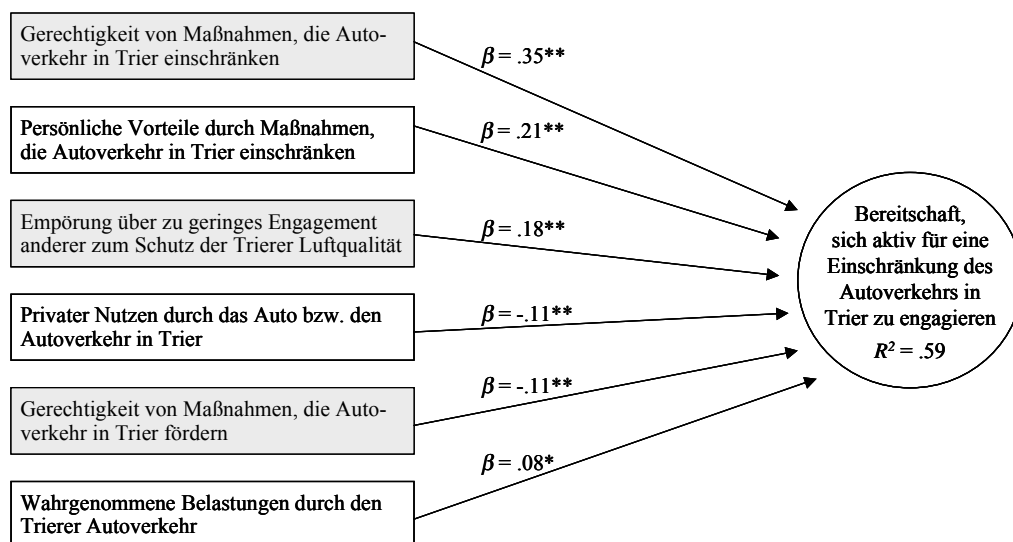 Gerechtigkeit von Maßnahmen, die Auto-
verkehr in Trier einschränken
β = .35**
Persönliche Vorteile durch Maßnahmen,
die Autoverkehr in Trier einschränken
β = .21**
Empörung über zu geringes Engagement
anderer zum Schutz der Trierer Luftqualität
β = .18**
Privater Nutzen durch das Auto bzw. den
Autoverkehr in Trier
β = -.11**
Gerechtigkeit von Maßnahmen, die Auto-
verkehr in Trier fördern
β = -.11**
Wahrgenommene Belastungen durch den
Trierer Autoverkehr
β = .08*
Bereitschaft,
sich aktiv für eine
Einschränkung des
Autoverkehrs in
Trier zu engagieren
R² = .59